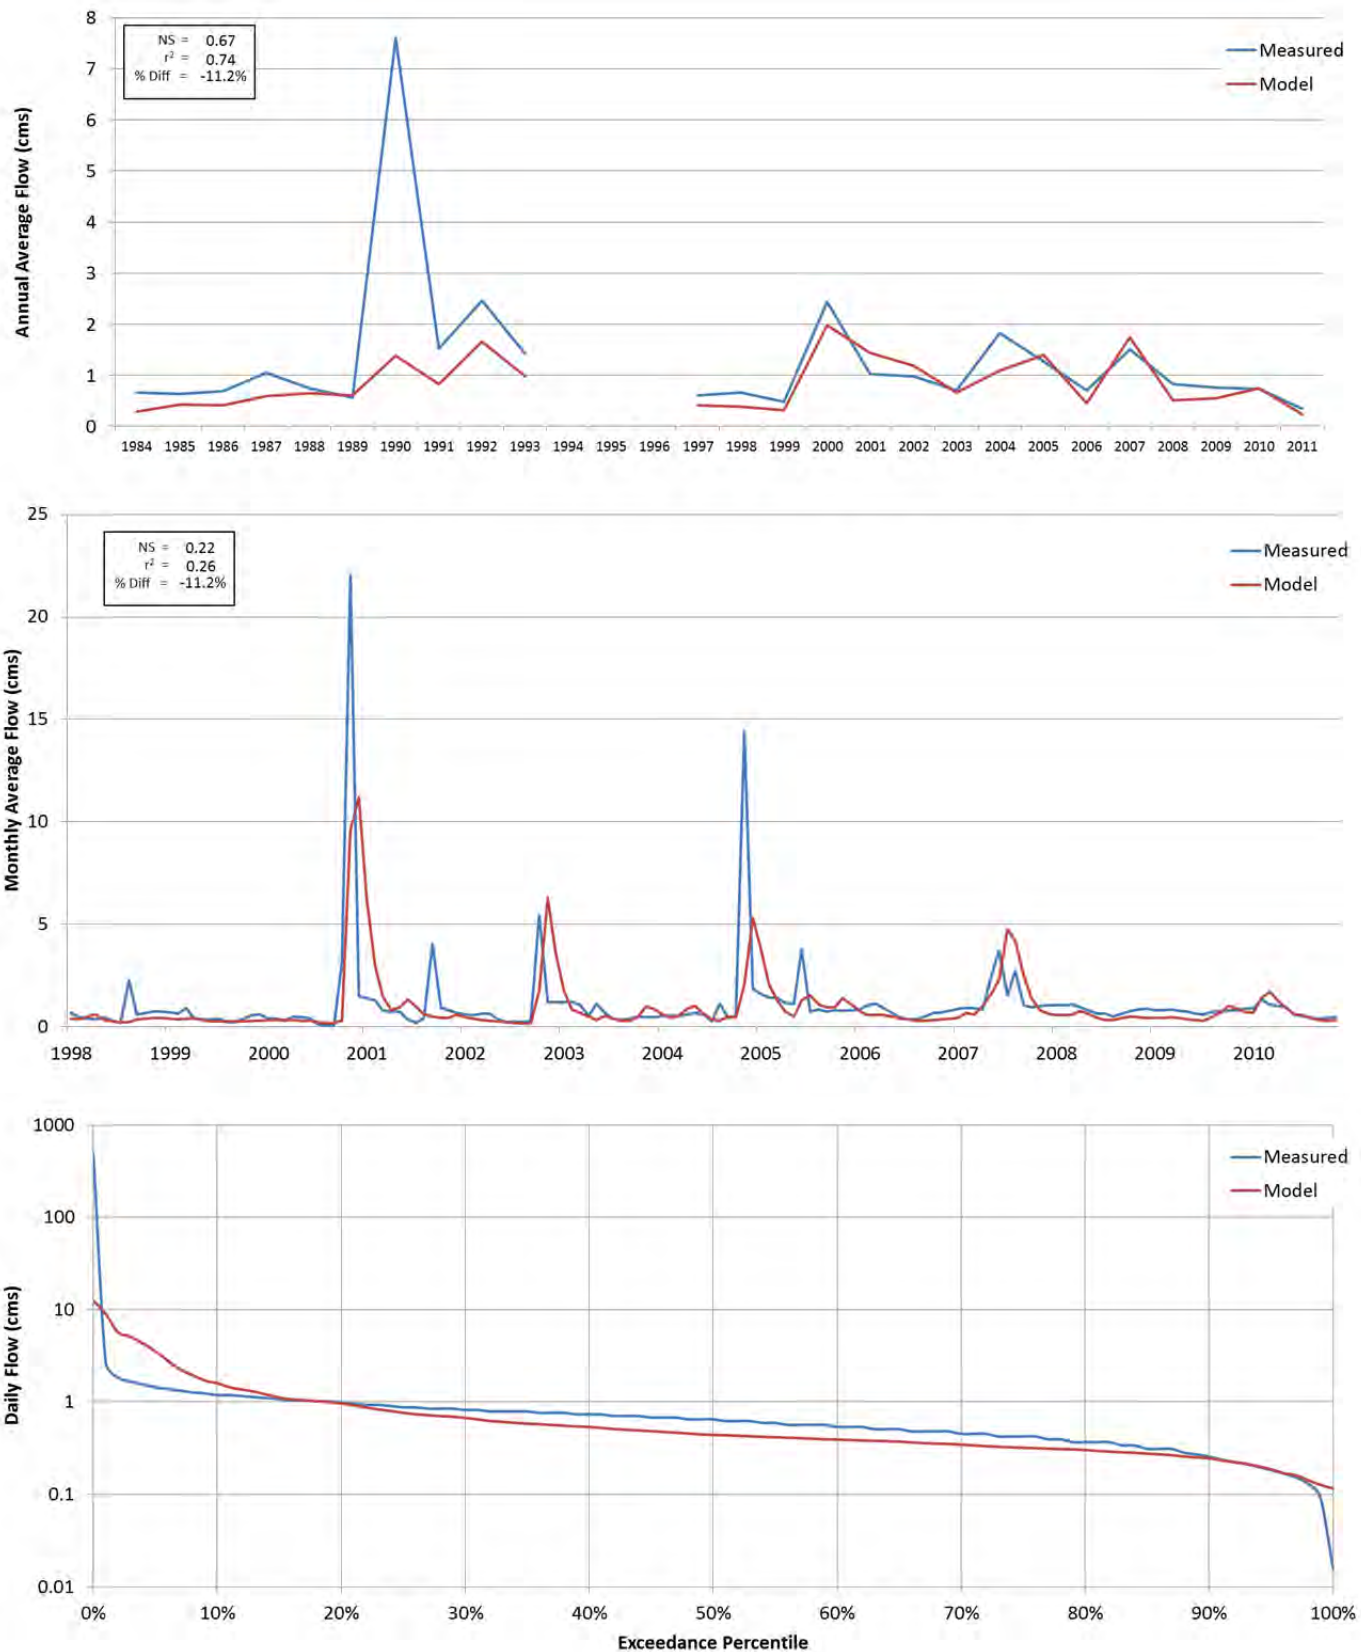 8
7
6
5
4
3
2
1
0
Annual Average Flow (cms)
NS = 0.67
r² = 0.74
% Diff = -11.2%
Measured
Model
1984 1985 1986 1987 1988 1989 1990 1991 1992 1993 1994 1995 1996 1997 1998 1999 2000 2001 2002 2003 2004 2005 2006 2007 2008 2009 2010 2011
25
20
15
10
5
0
Monthly Average Flow (cms)
NS = 0.22
r² = 0.26
% Diff = -11.2%
Measured
Model
1998 1999 2000 2001 2002 2003 2004 2005 2006 2007 2008 2009 2010
1000
100
10
1
0.1
0.01
Daily Flow (cms)
Measured
Model
0% 10% 20% 30% 40% 50% 60% 70% 80% 90% 100%
Exceedance Percentile